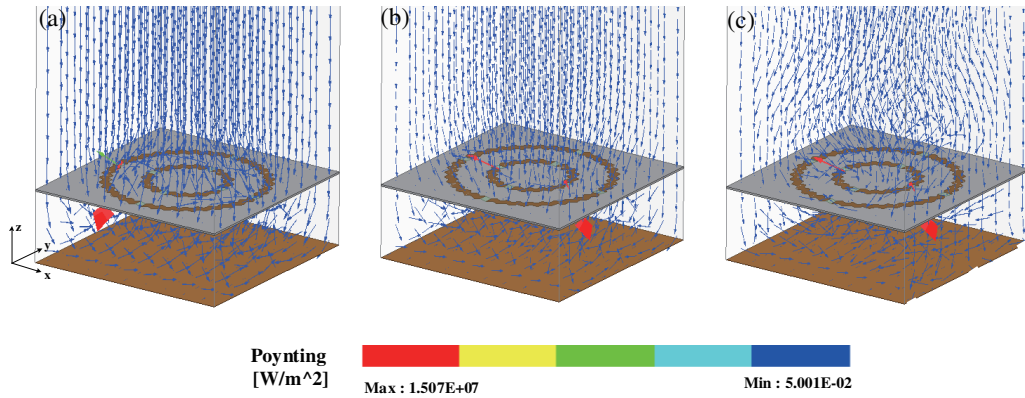 (a) (b) (c)
z
y
x
Poynting
[W/m^2]
Max : 1.507E+07 Min : 5.001E-02